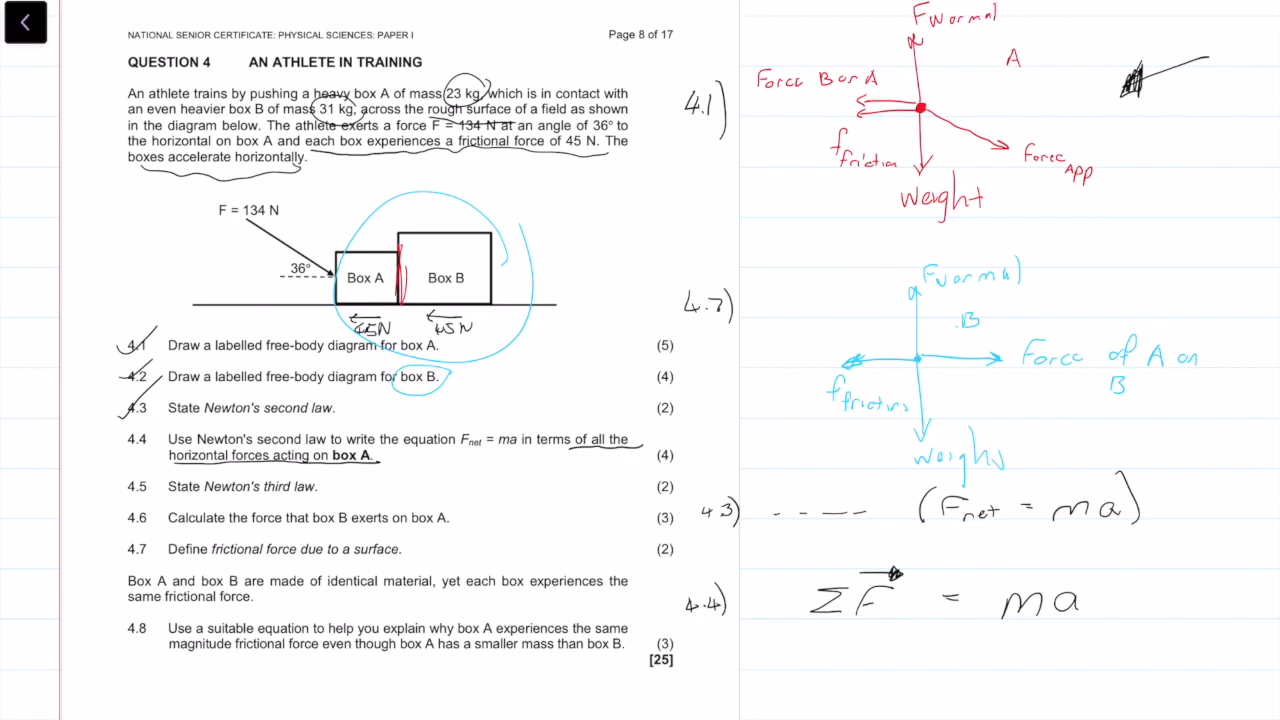 NATIONAL SENIOR CERTIFICATE: PHYSICAL SCIENCES: PAPER I
Page 8 of 17
QUESTION 4 AN ATHLETE IN TRAINING
An athlete trains by pushing a heavy box A of mass 23 kg, which is in contact with
an even heavier box B of mass 31 kg, across the rough surface of a field as shown
in the diagram below. The athlete exerts a force F = 134 N at an angle of 36° to
the horizontal on box A and each box experiences a frictional force of 45 N. The
boxes accelerate horizontally.
F = 134 N
36°
Box A
Box B
45N
45N
4.1 Draw a labelled free-body diagram for box A. (5)
4.2 Draw a labelled free-body diagram for box B. (4)
4.3 State Newton's second law. (2)
4.4 Use Newton's second law to write the equation Fnet = ma in terms of all the
horizontal forces acting on box A. (4)
4.5 State Newton's third law. (2)
4.6 Calculate the force that box B exerts on box A. (3)
4.7 Define frictional force due to a surface. (2)
Box A and box B are made of identical material, yet each box experiences the
same frictional force.
4.8 Use a suitable equation to help you explain why box A experiences the same
magnitude frictional force even though box A has a smaller mass than box B. (3)
[25]
4.1)
FNormal
A
Force B on A
f friction
Force App
Weight
4.2)
FNormal
B
Force of A on
B
f friction
Weight
4.3) ----- (Fnet = ma)
4.4) ΣF = ma